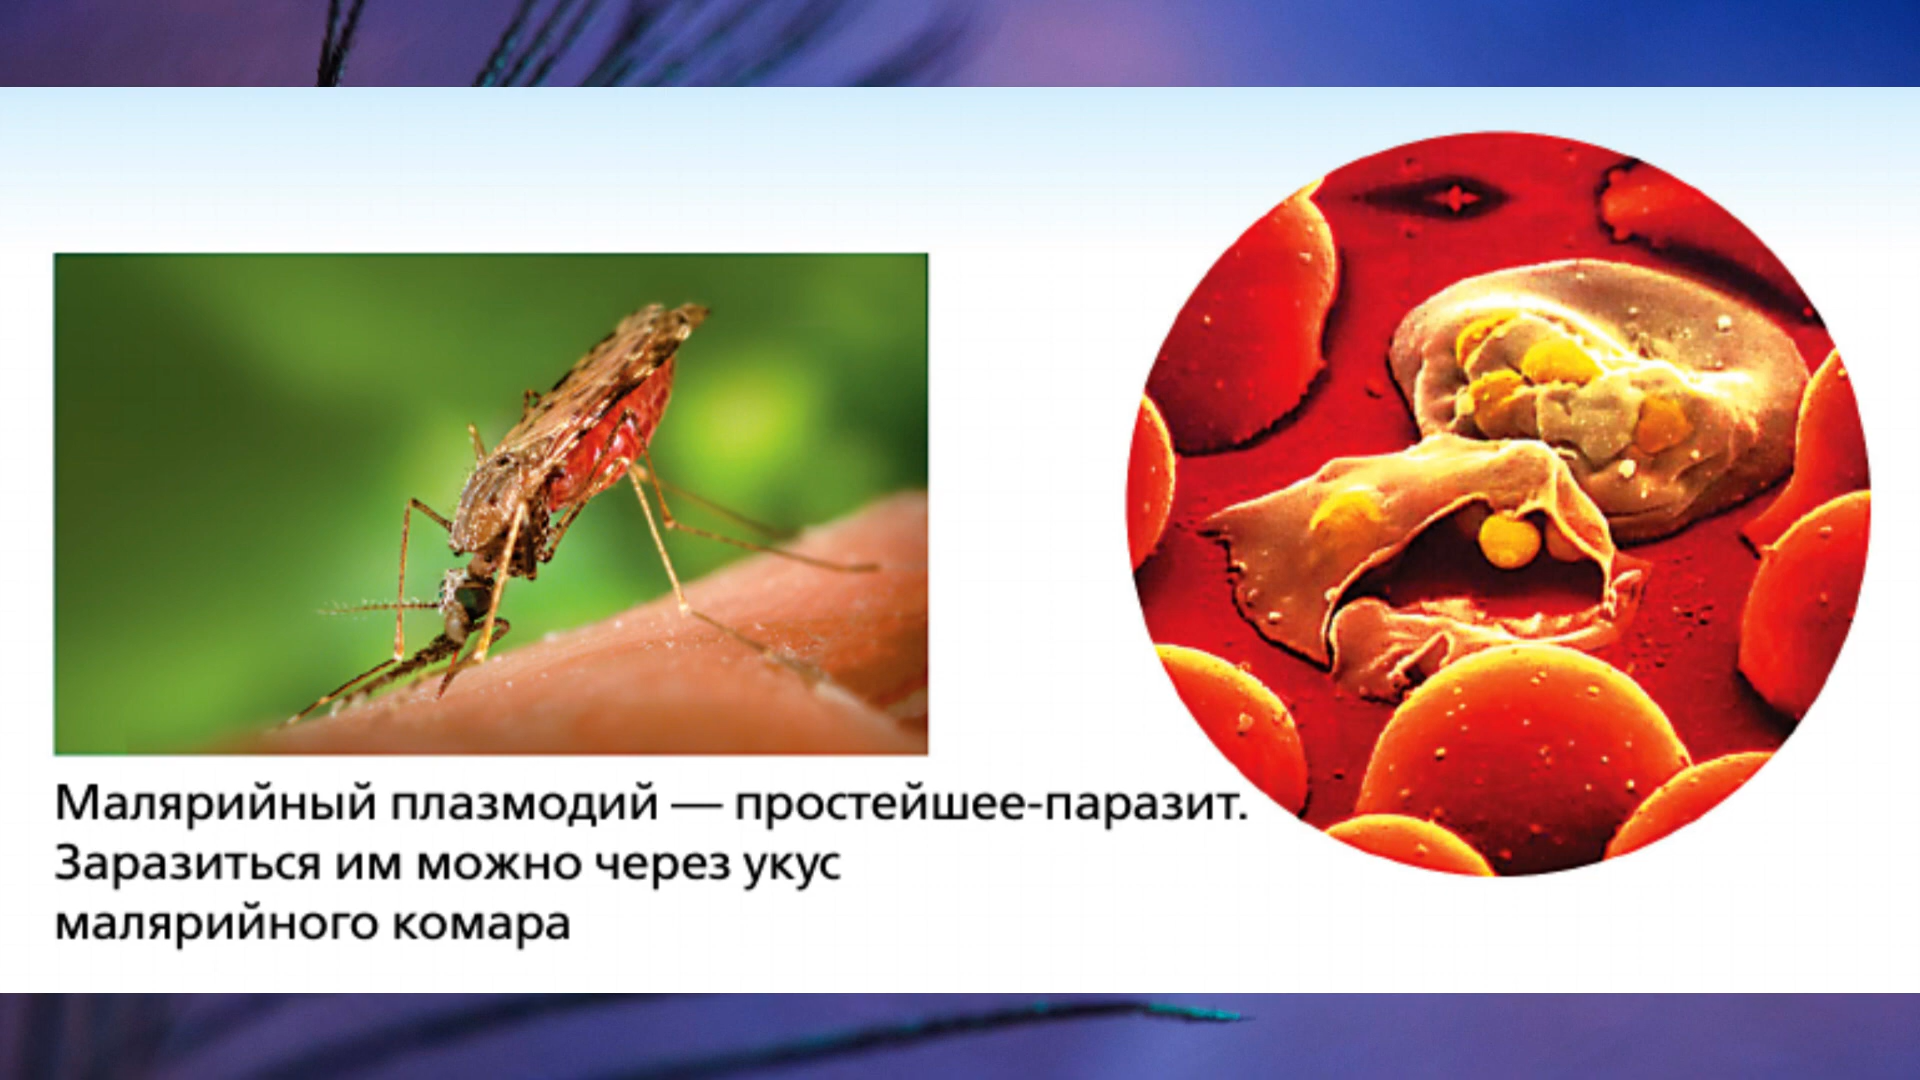 Малярийный плазмодий — простейшее-паразит.
Заразиться им можно через укус
малярийного комара